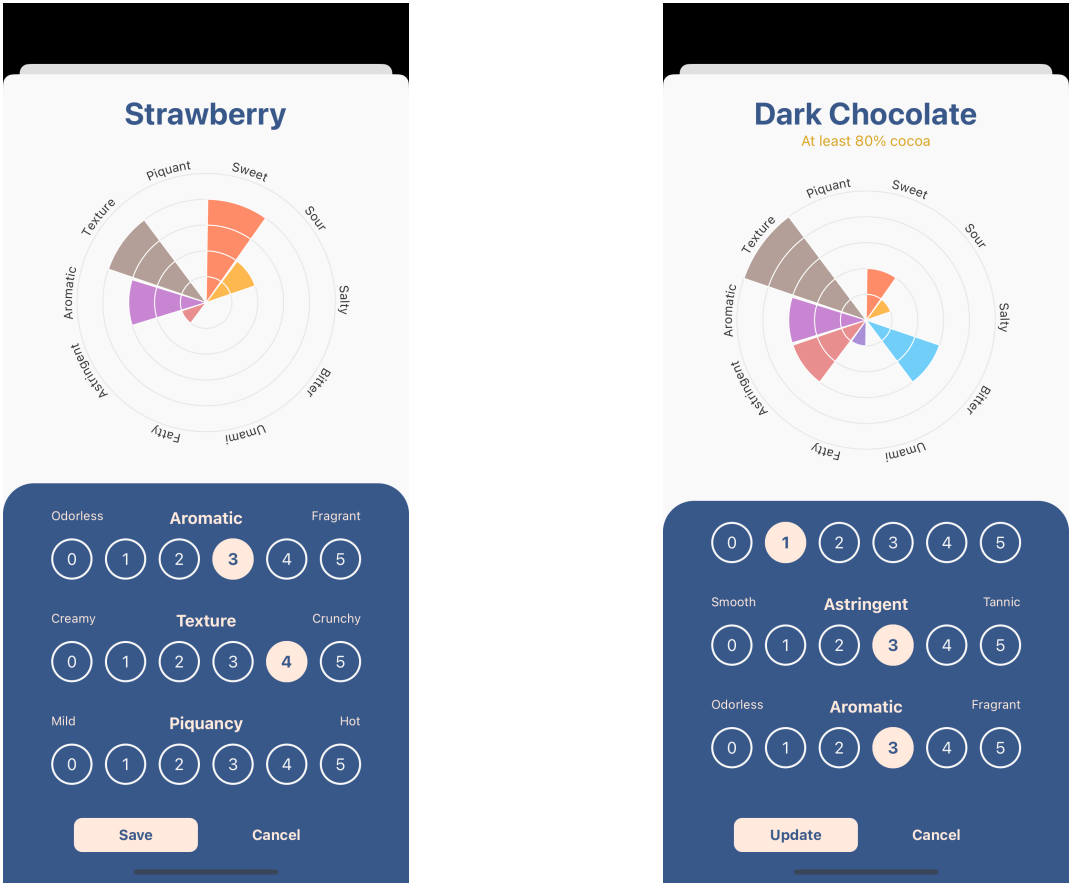 Strawberry
Piquant
Sweet
Sour
Salty
Bitter
Umami
Fatty
Astringent
Aromatic
Texture
Odorless Aromatic Fragrant
0 1 2 3 4 5
Creamy Texture Crunchy
0 1 2 3 4 5
Mild Piquancy Hot
0 1 2 3 4 5
Save Cancel
Dark Chocolate
At least 80% cocoa
Piquant
Sweet
Sour
Salty
Bitter
Umami
Fatty
Astringent
Aromatic
Texture
0 1 2 3 4 5
Smooth Astringent Tannic
0 1 2 3 4 5
Odorless Aromatic Fragrant
0 1 2 3 4 5
Update Cancel